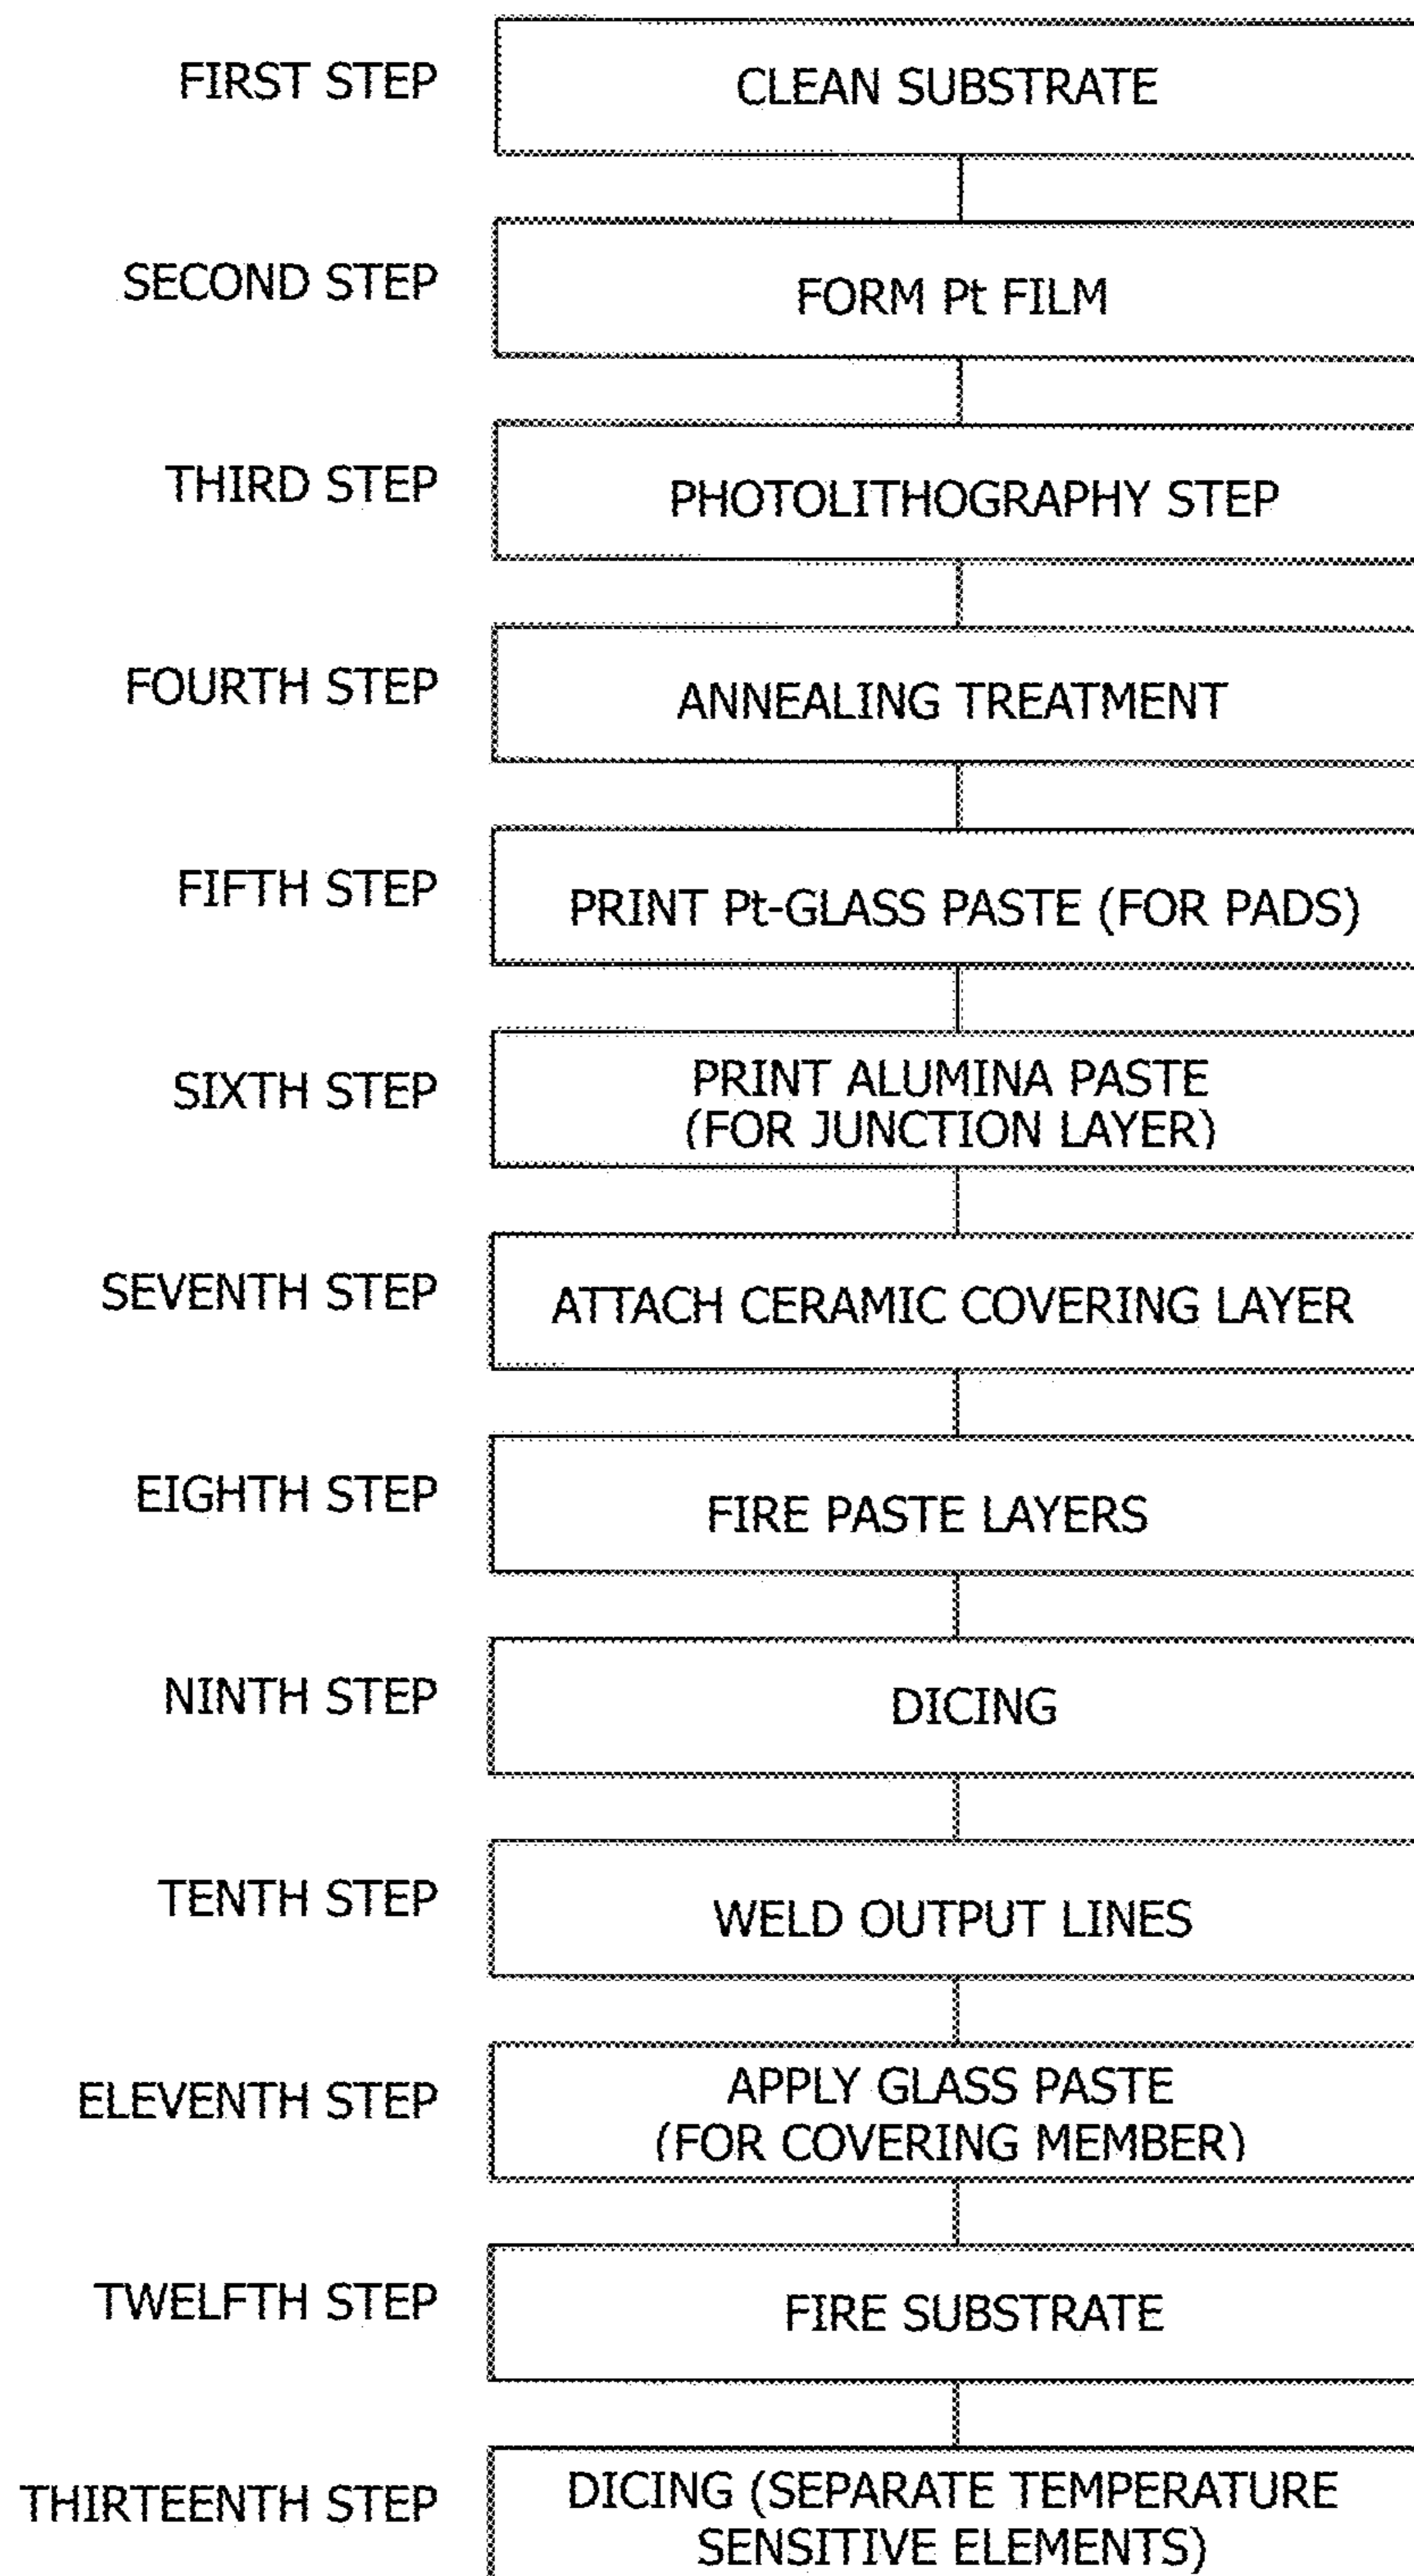 FIRST STEP
CLEAN SUBSTRATE
SECOND STEP
FORM Pt FILM
THIRD STEP
PHOTOLITHOGRAPHY STEP
FOURTH STEP
ANNEALING TREATMENT
FIFTH STEP
PRINT Pt-GLASS PASTE (FOR PADS)
SIXTH STEP
PRINT ALUMINA PASTE
(FOR JUNCTION LAYER)
SEVENTH STEP
ATTACH CERAMIC COVERING LAYER
EIGHTH STEP
FIRE PASTE LAYERS
NINTH STEP
DICING
TENTH STEP
WELD OUTPUT LINES
ELEVENTH STEP
APPLY GLASS PASTE
(FOR COVERING MEMBER)
TWELFTH STEP
FIRE SUBSTRATE
THIRTEENTH STEP
DICING (SEPARATE TEMPERATURE
SENSITIVE ELEMENTS)